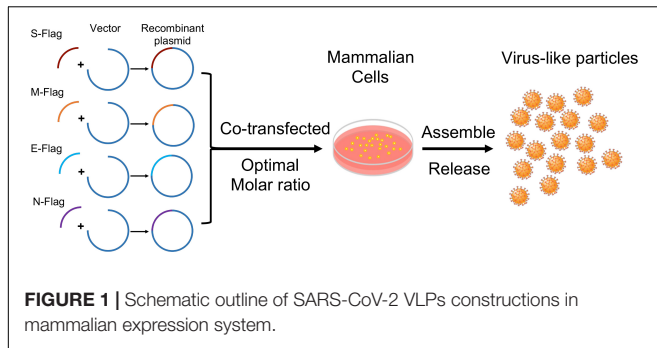 S-Flag
Vector
Recombinant
plasmid
+
M-Flag
+
E-Flag
+
N-Flag
+
Co-transfected
Optimal
Molar ratio
Mammalian
Cells
Assemble
Release
Virus-like particles
FIGURE 1 | Schematic outline of SARS-CoV-2 VLPs constructions in
mammalian expression system.